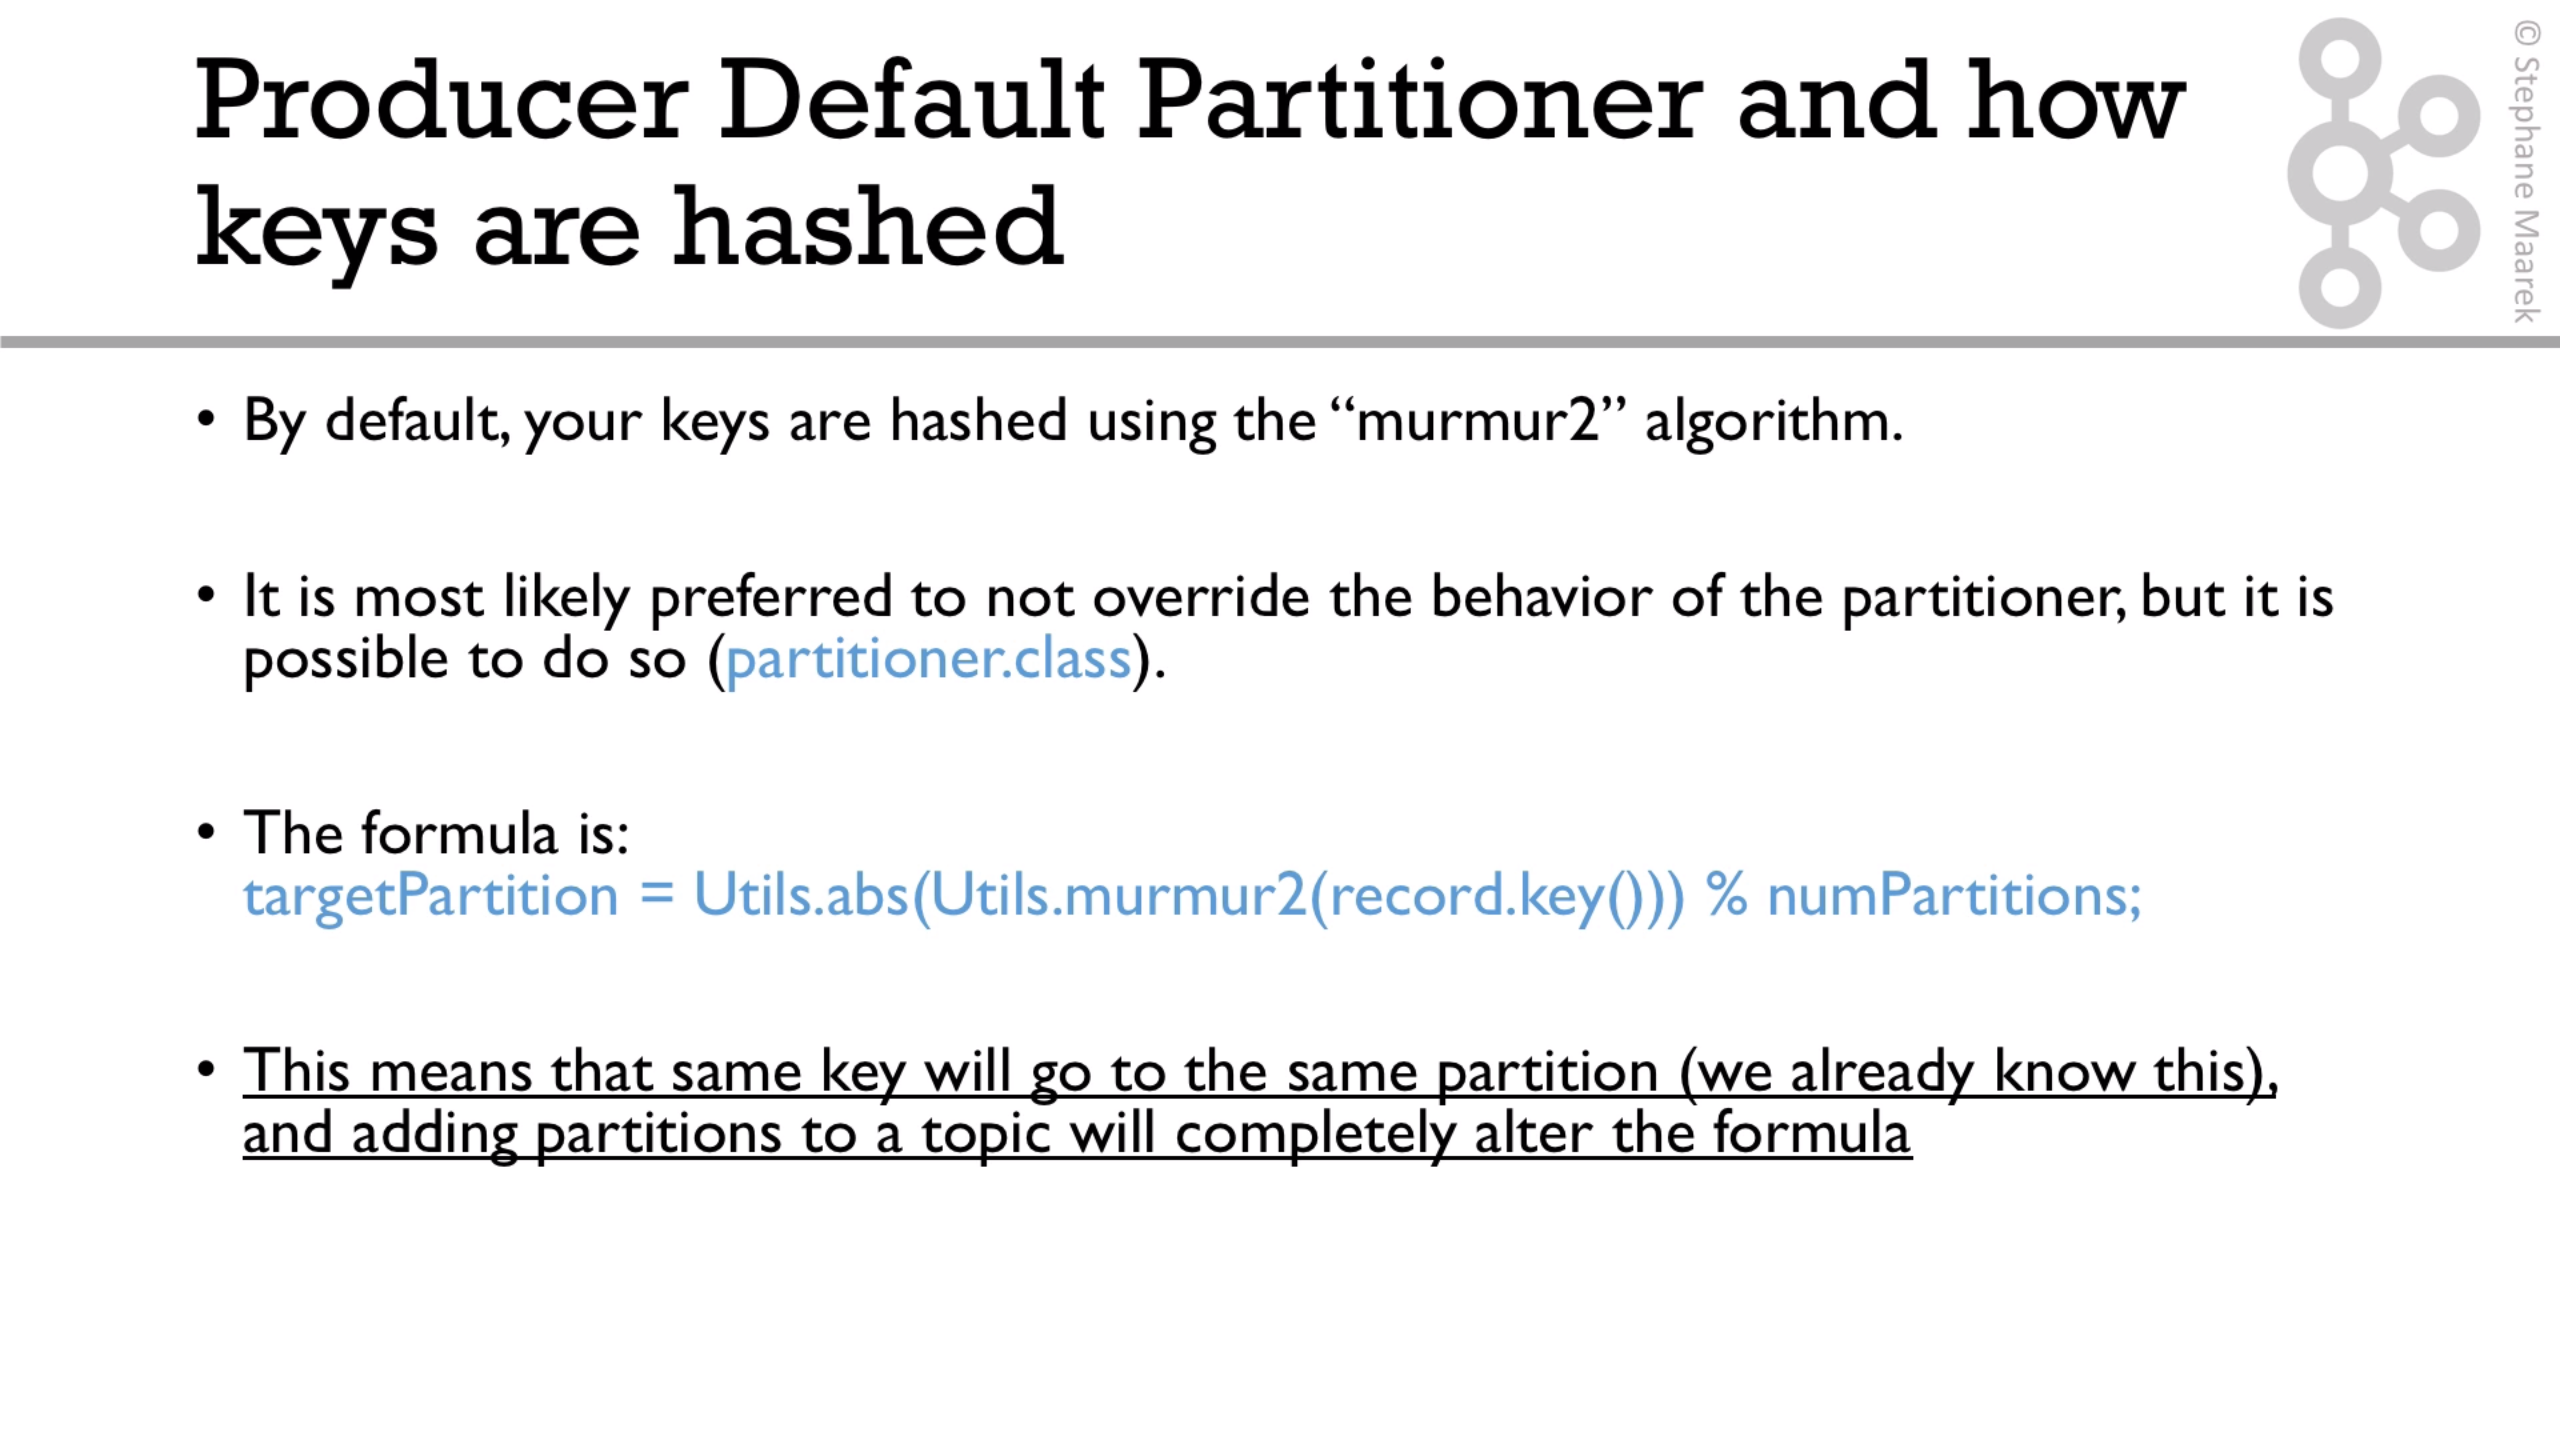 Producer Default Partitioner and how
keys are hashed
© Stephane Maarek
• By default, your keys are hashed using the “murmur2” algorithm.
• It is most likely preferred to not override the behavior of the partitioner, but it is
possible to do so (partitioner.class).
• The formula is:
targetPartition = Utils.abs(Utils.murmur2(record.key())) % numPartitions;
• This means that same key will go to the same partition (we already know this),
and adding partitions to a topic will completely alter the formula